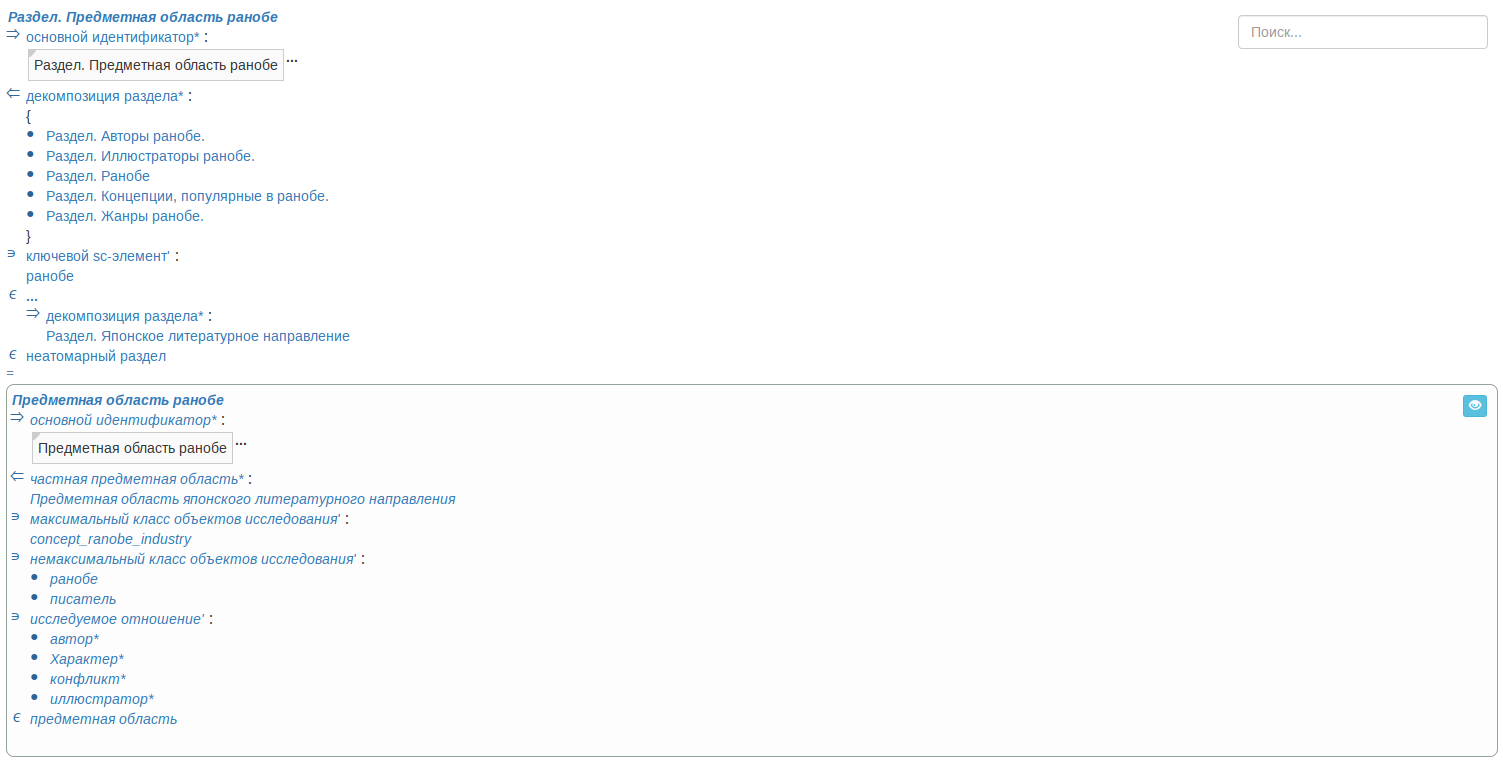 Раздел. Предметная область ранобе
⇒ основной идентификатор* :
Поиск...
Раздел. Предметная область ранобе ...
⇐ декомпозиция раздела* :
{
• Раздел. Авторы ранобе.
• Раздел. Иллюстраторы ранобе.
• Раздел. Ранобе
• Раздел. Концепции, популярные в ранобе.
• Раздел. Жанры ранобе.
}
∍ ключевой sc-элемент' :
ранобе
ϵ ...
⇒ декомпозиция раздела* :
Раздел. Японское литературное направление
ϵ неатомарный раздел
=
Предметная область ранобе
⇒ основной идентификатор* :
Предметная область ранобе ...
⇐ частная предметная область* :
Предметная область японского литературного направления
∍ максимальный класс объектов исследования' :
concept_ranobe_industry
∍ немаксимальный класс объектов исследования' :
• ранобе
• писатель
∍ исследуемое отношение' :
• автор*
• Характер*
• конфликт*
• иллюстратор*
ϵ предметная область